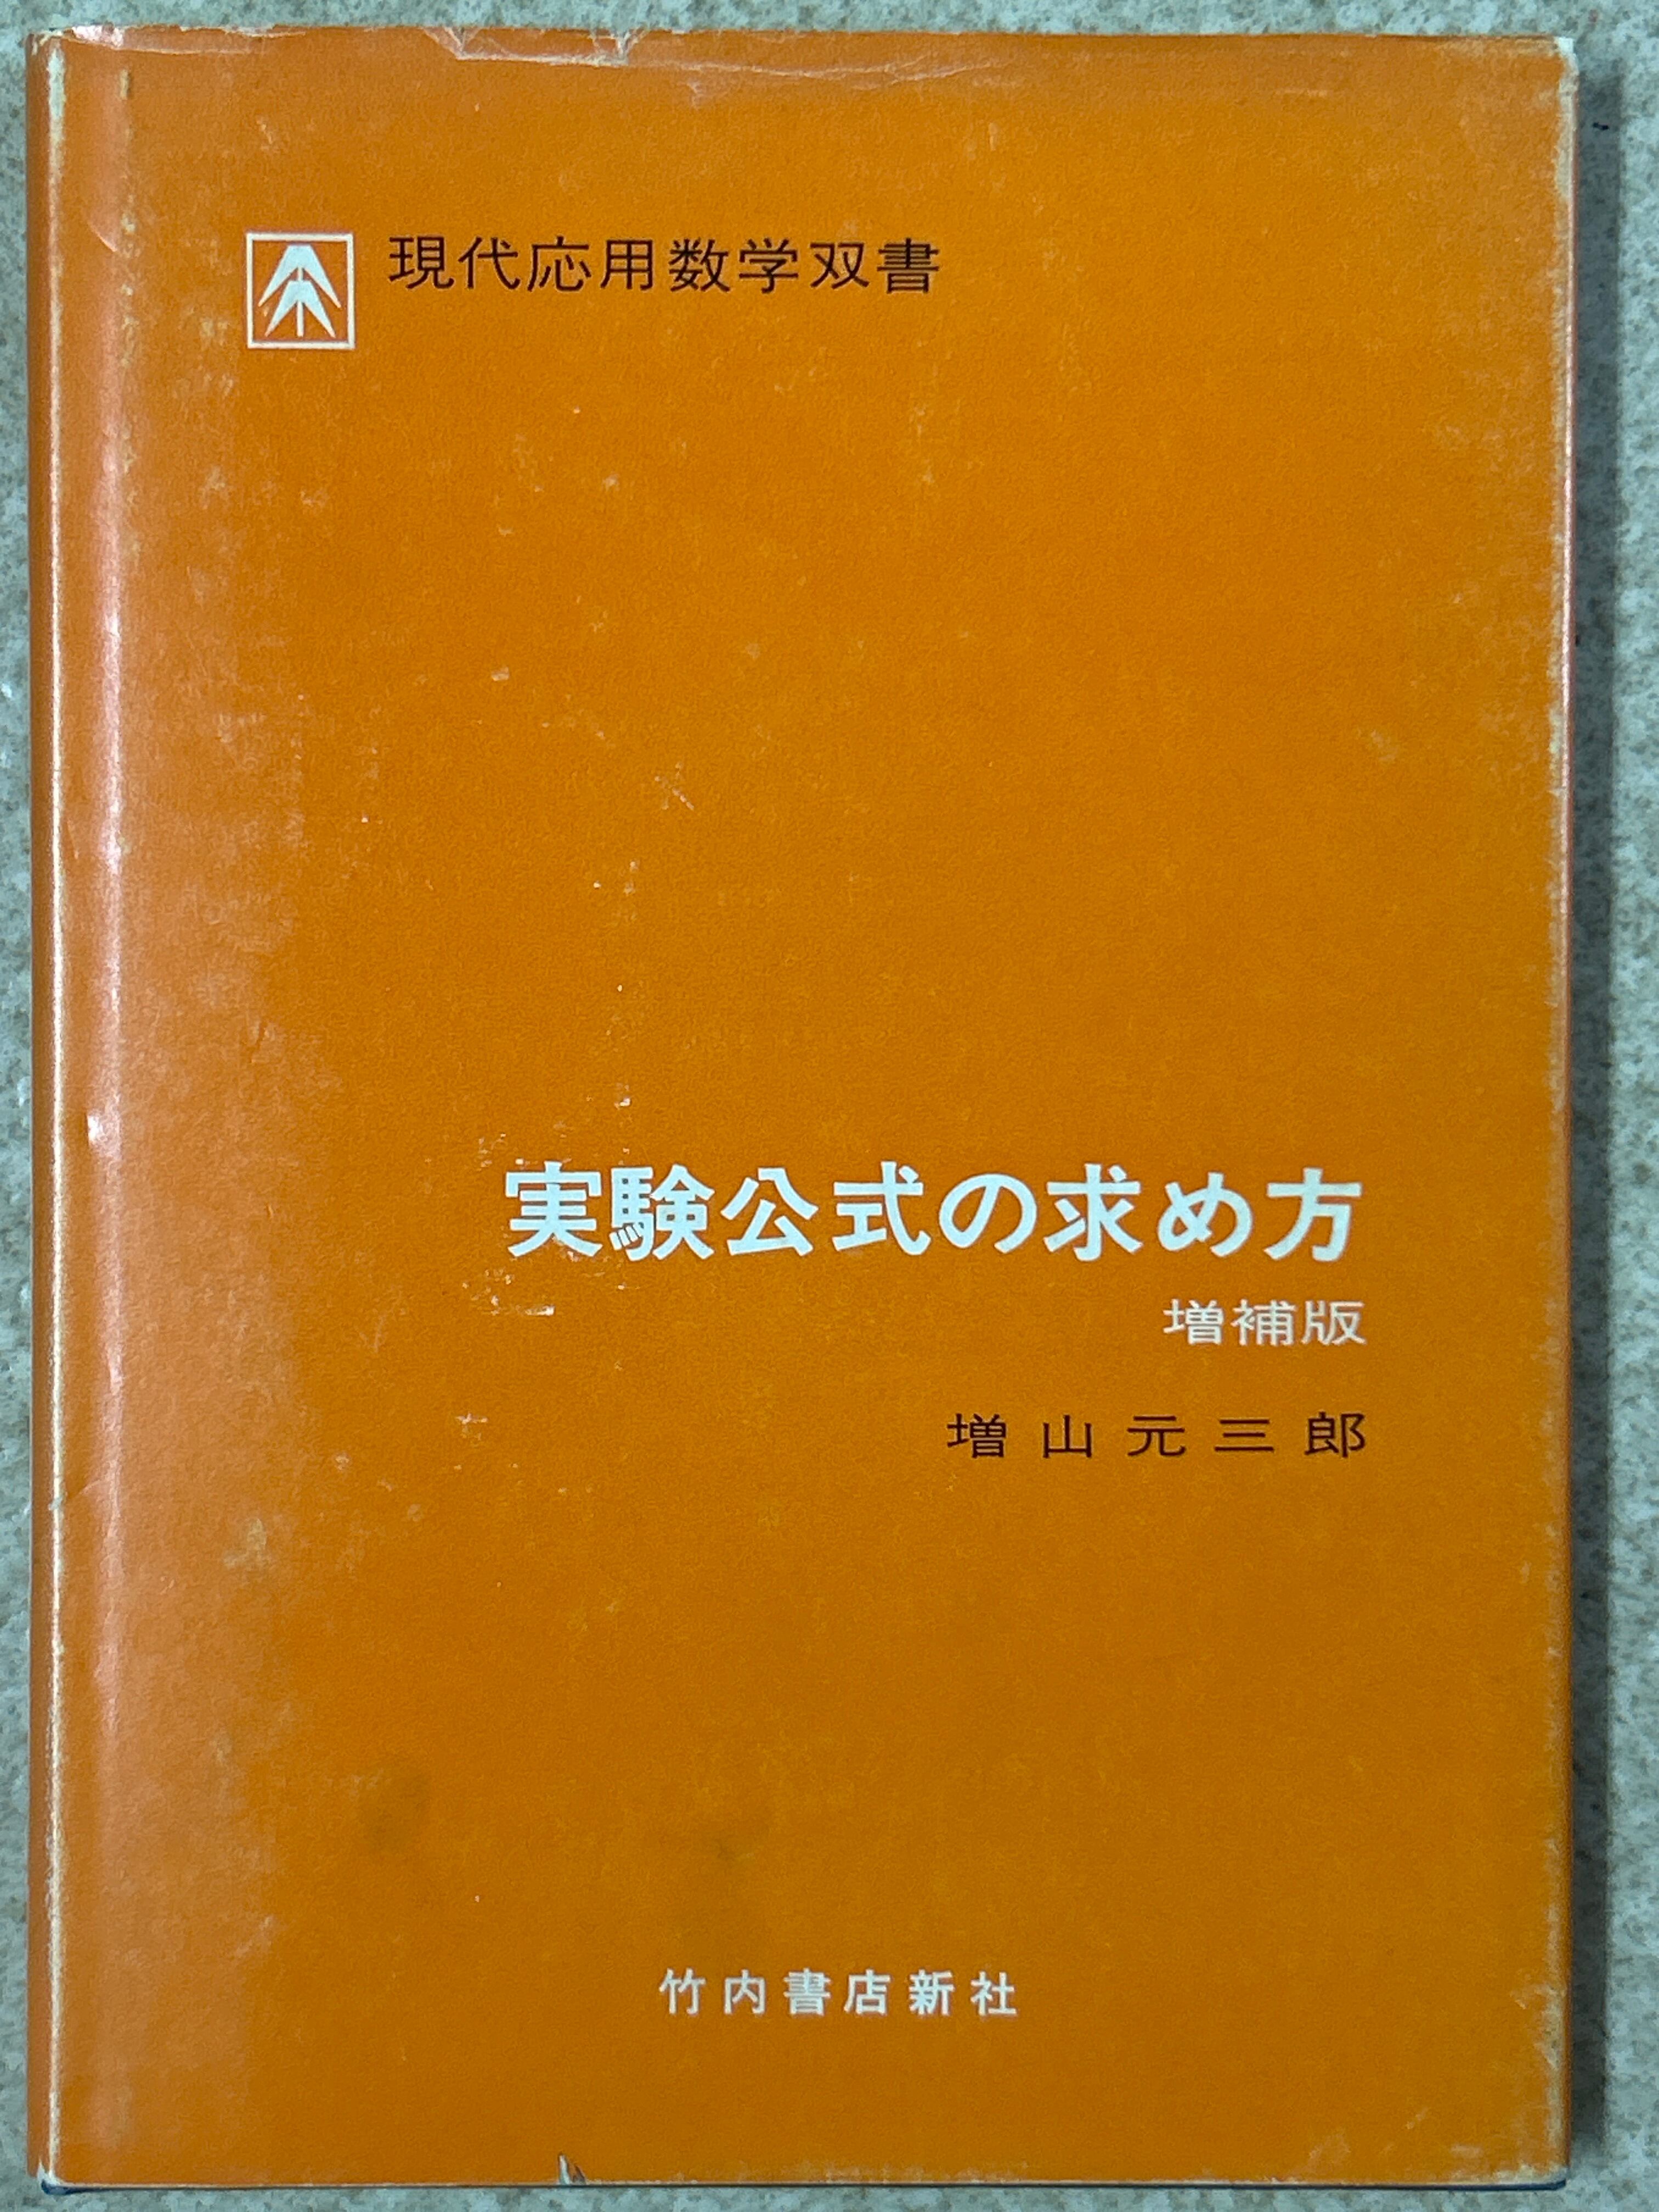 現代応用数学双書
実験公式の求め方
増補版
増山元三郎
竹内書店新社